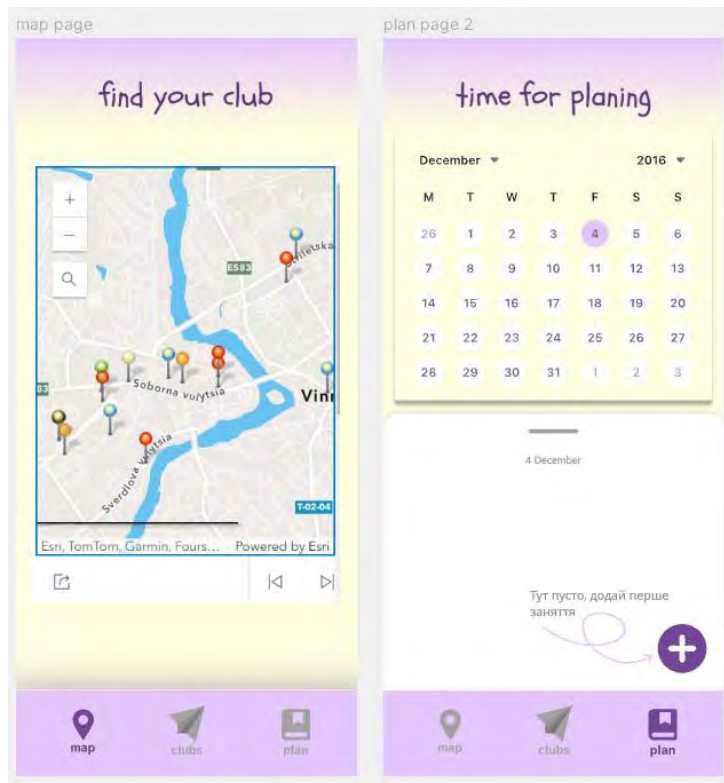 map page
find your club
+
−
E583
Striletska
Soborna vulytsia
Vinn
Sverdlova vulytsia
T-02-04
Esri, TomTom, Garmin, Fours... Powered by Esri
map clubs plan
plan page 2
time for planing
December 2016
M T W T F S S
26 1 2 3 4 5 6
7 8 9 10 11 12 13
14 15 16 17 18 19 20
21 22 23 24 25 26 27
28 29 30 31 1 2 3
4 December
Тут пусто, додай перше
заняття
map clubs plan